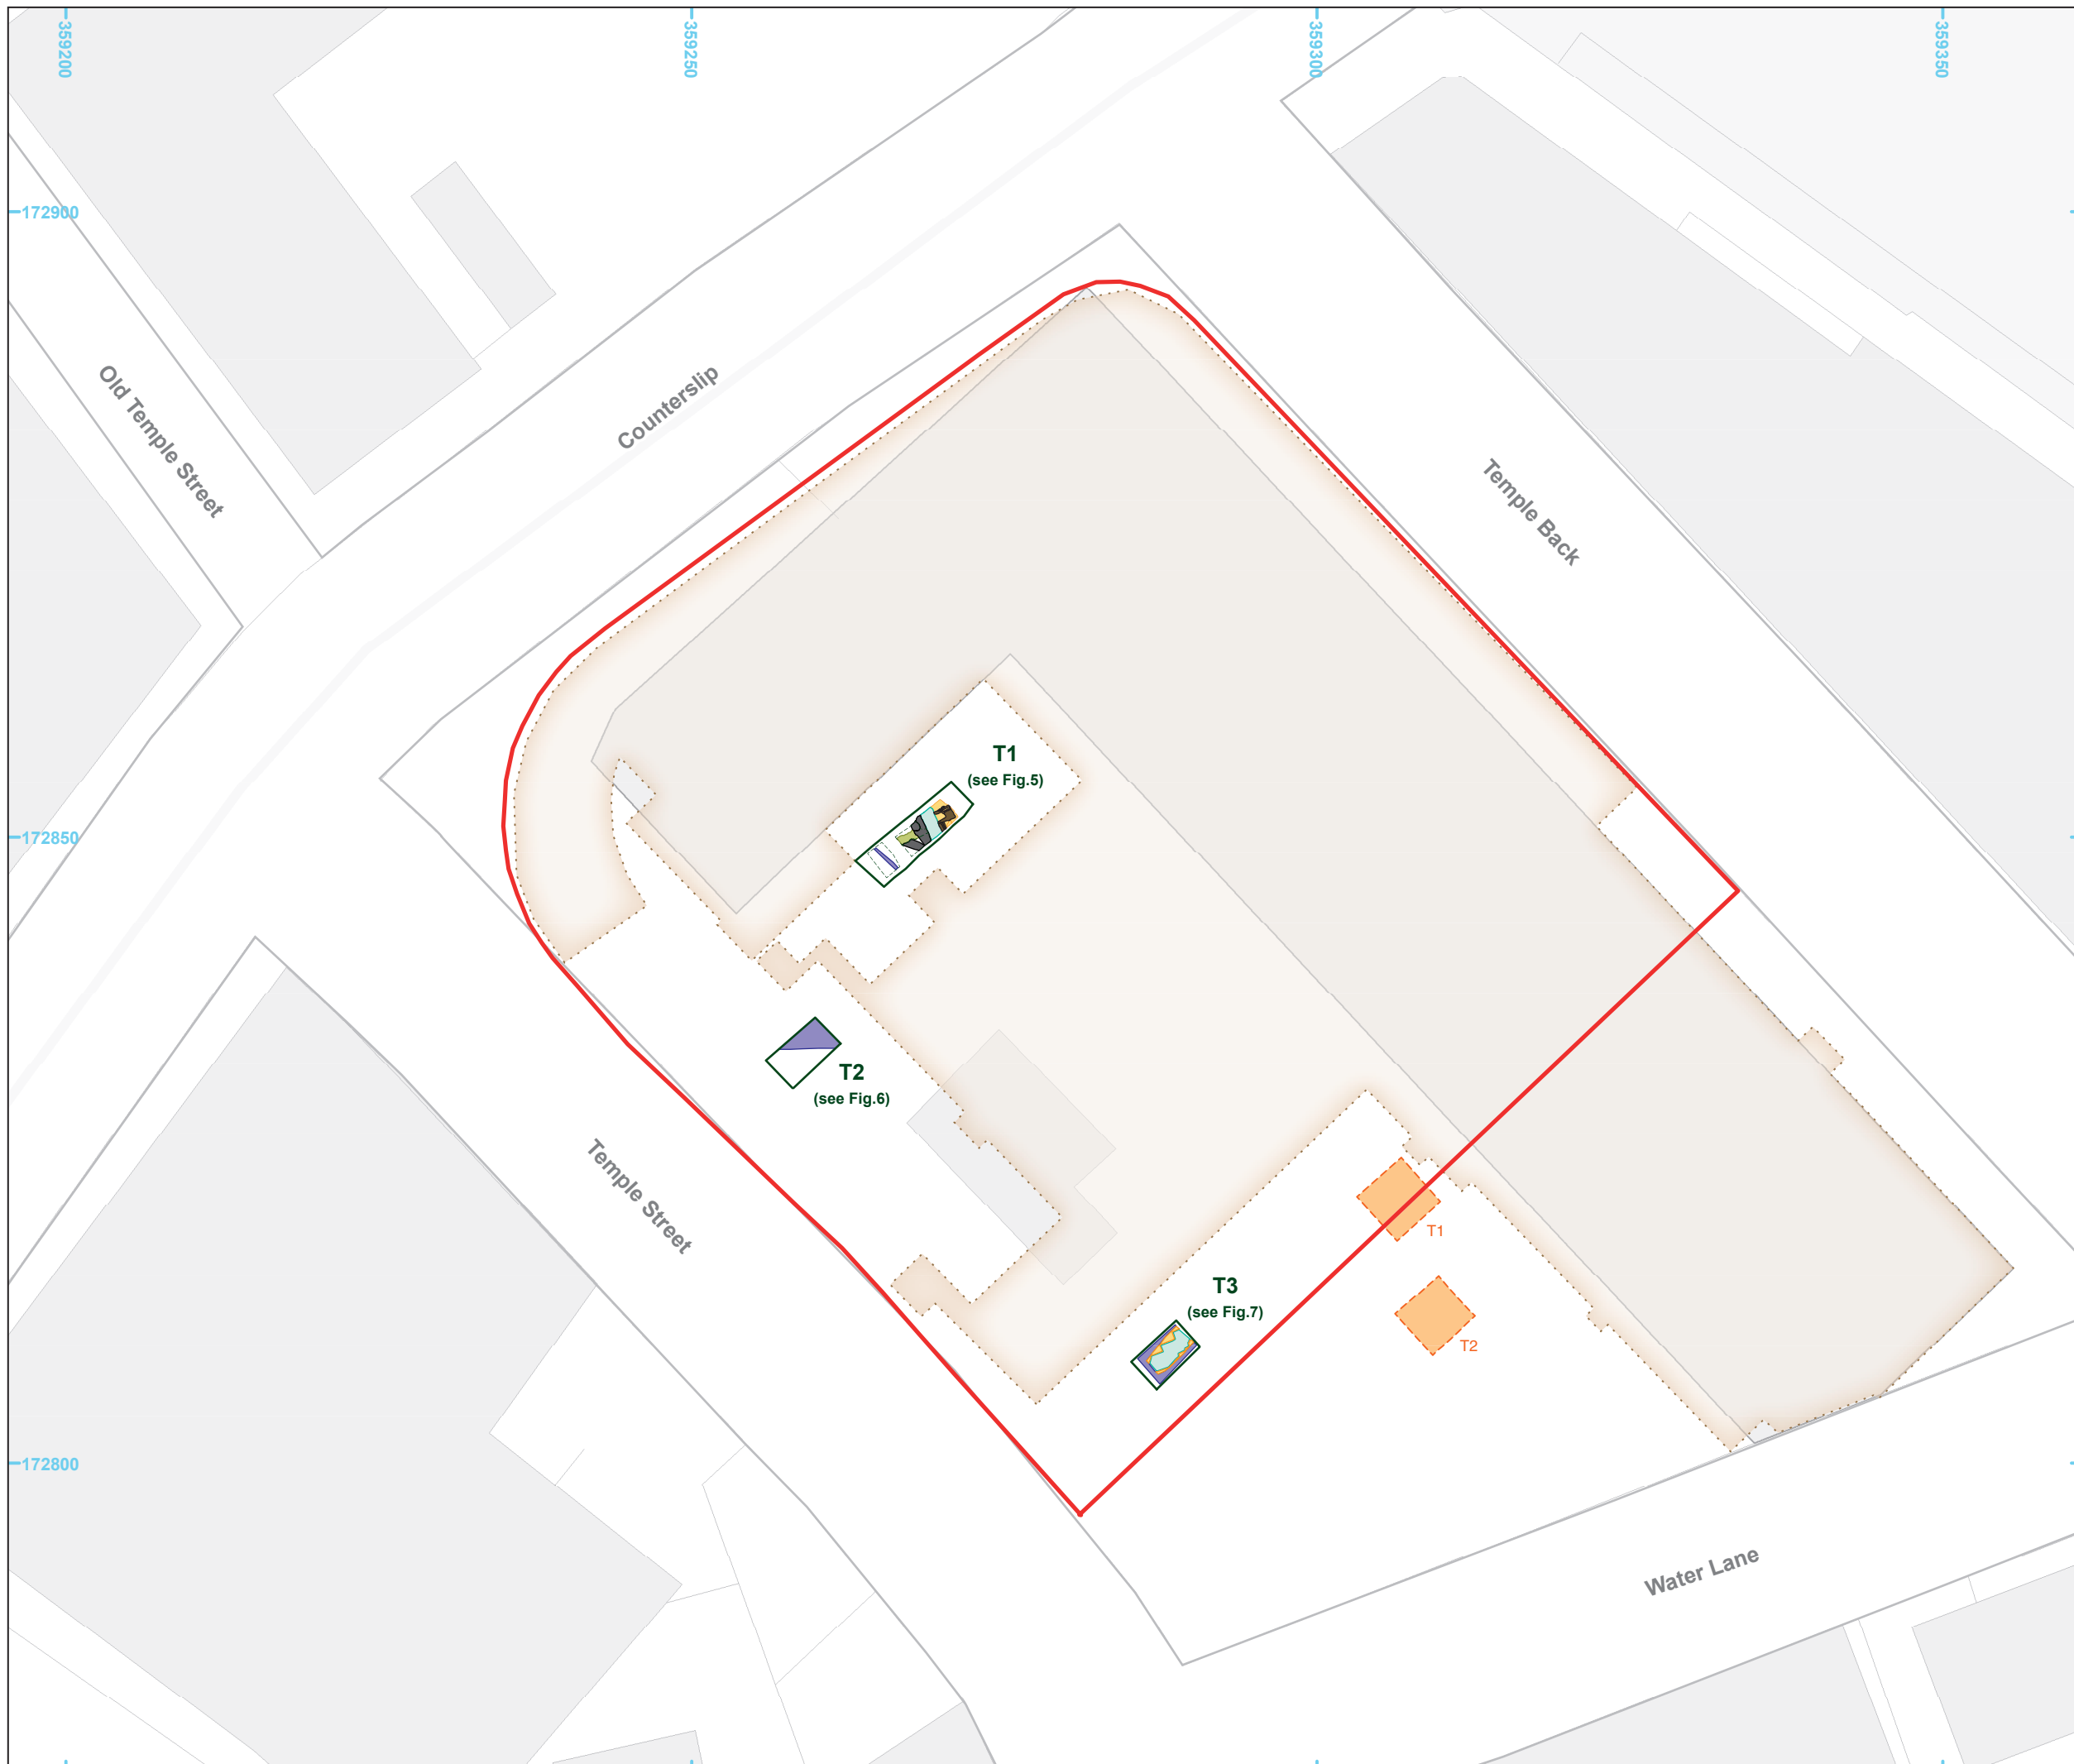 359200
359250
359300
359350
172900
Old Temple Street
Counterslip
Temple Back
T1
(see Fig.5)
172850
T2
(see Fig.6)
Temple Street
T1
T3
(see Fig.7)
T2
172800
Water Lane